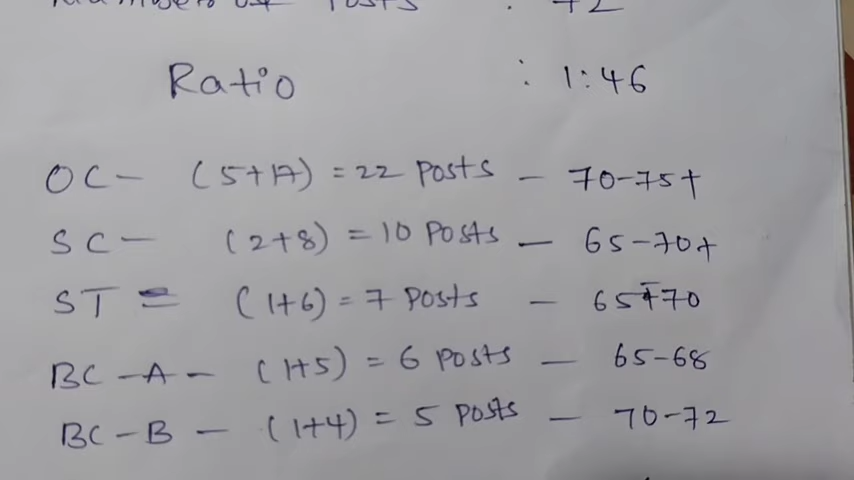 Posts : 72
Ratio : 1:46
OC - (5+17) = 22 Posts - 70-75+
SC - (2+8) = 10 Posts - 65-70+
ST = (1+6) = 7 Posts - 65+70
BC - A - (1+5) = 6 Posts - 65-68
BC - B - (1+4) = 5 Posts - 70-72